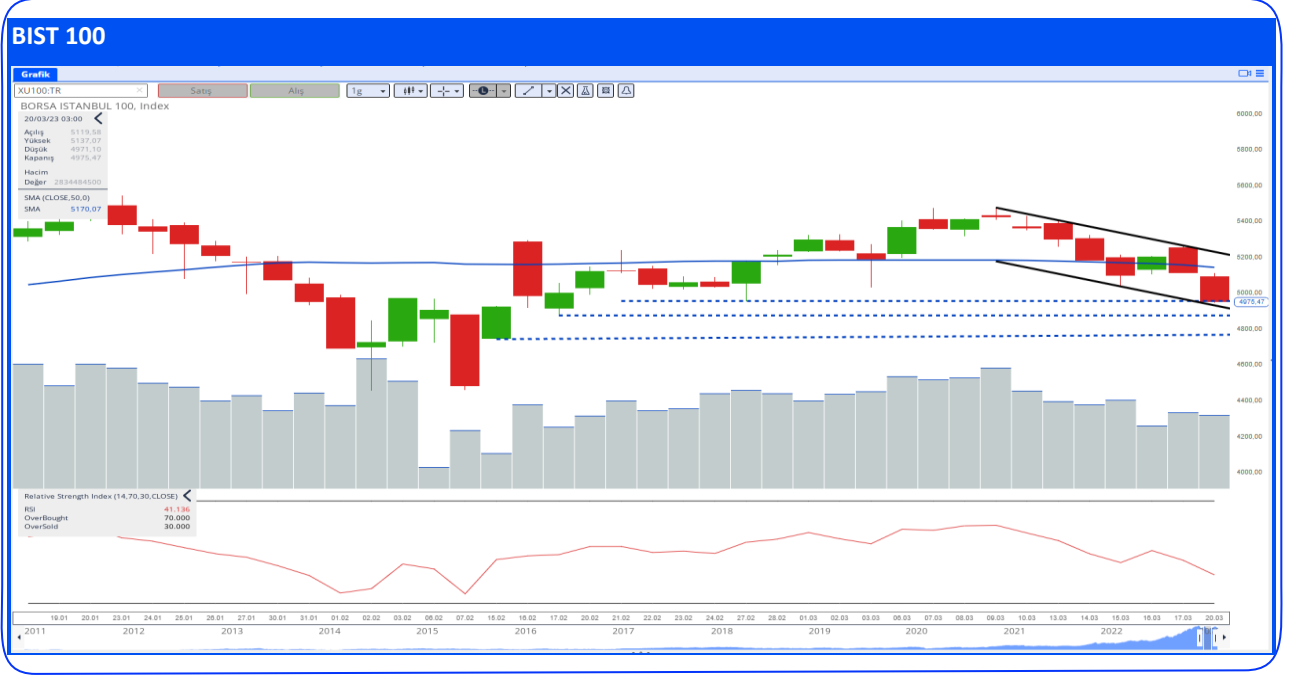 BIST 100
Grafik
XU100:TR
Satış
Alış
1g
BORSA ISTANBUL 100, Index
20/03/23 03:00
Açılış 5119,58
Yüksek 5137,07
Düşük 4971,10
Kapanış 4975,47
Hacim
Değer 2834484500
SMA (CLOSE,50,0)
SMA 5170,07
6000,00
5800,00
5600,00
5400,00
5200,00
5000,00
4975,47
4800,00
4600,00
4400,00
4200,00
4000,00
Relative Strength Index (14,70,30,CLOSE)
RSI 41.136
OverBought 70.000
OverSold 30.000
19.01 20.01 23.01 24.01 25.01 26.01 27.01 30.01 31.01 01.02 02.02 03.02 06.02 07.02 15.02 16.02 17.02 20.02 21.02 22.02 23.02 24.02 27.02 28.02 01.03 02.03 03.03 06.03 07.03 08.03 09.03 10.03 13.03 14.03 15.03 16.03 17.03 20.03
2011 2012 2013 2014 2015 2016 2017 2018 2019 2020 2021 2022